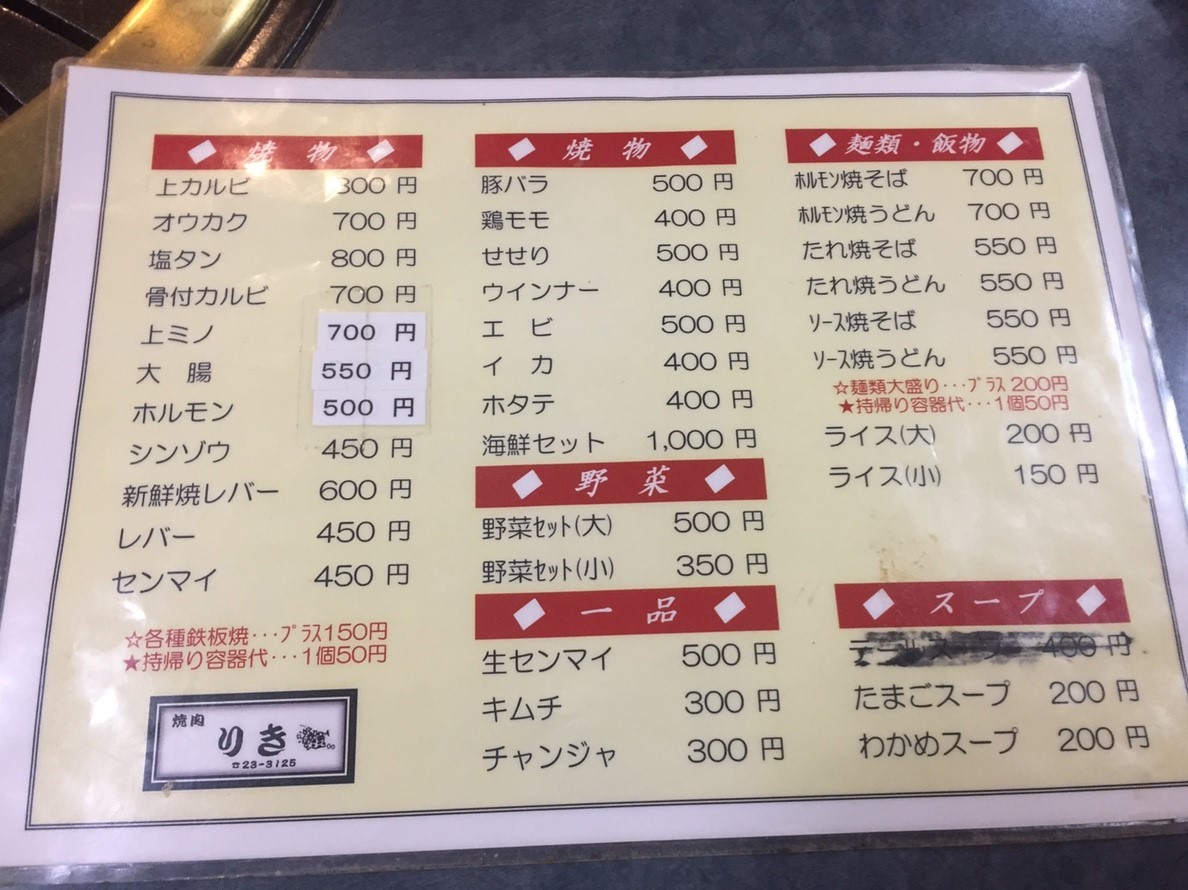 ◆ 焼物 ◆
上カルビ 800 円
オウカク 700 円
塩タン 800 円
骨付カルビ 700 円
上ミノ 700 円
大 腸 550 円
ホルモン 500 円
シンゾウ 450 円
新鮮焼レバー 600 円
レバー 450 円
センマイ 450 円
☆各種鉄板焼･･･ﾌﾟﾗｽ150円
★持帰り容器代･･･1個50円
焼肉
りき
☎23-3125
◆ 焼物 ◆
豚バラ 500 円
鶏モモ 400 円
せせり 500 円
ウインナー 400 円
エ ビ 500 円
イ カ 400 円
ホタテ 400 円
海鮮セット 1,000 円
◆ 野菜 ◆
野菜ｾｯﾄ(大) 500 円
野菜ｾｯﾄ(小) 350 円
◆ 一品 ◆
生センマイ 500 円
キムチ 300 円
チャンジャ 300 円
◆ 麺類・飯物 ◆
ﾎﾙﾓﾝ焼そば 700 円
ﾎﾙﾓﾝ焼うどん 700 円
たれ焼そば 550 円
たれ焼うどん 550 円
ｿｰｽ焼そば 550 円
ｿｰｽ焼うどん 550 円
☆麺類大盛り･･･ﾌﾟﾗｽ 200円
★持帰り容器代･･･1個50円
ライス(大) 200 円
ライス(小) 150 円
◆ スープ ◆
テールスープ 400 円
たまごスープ 200 円
わかめスープ 200 円